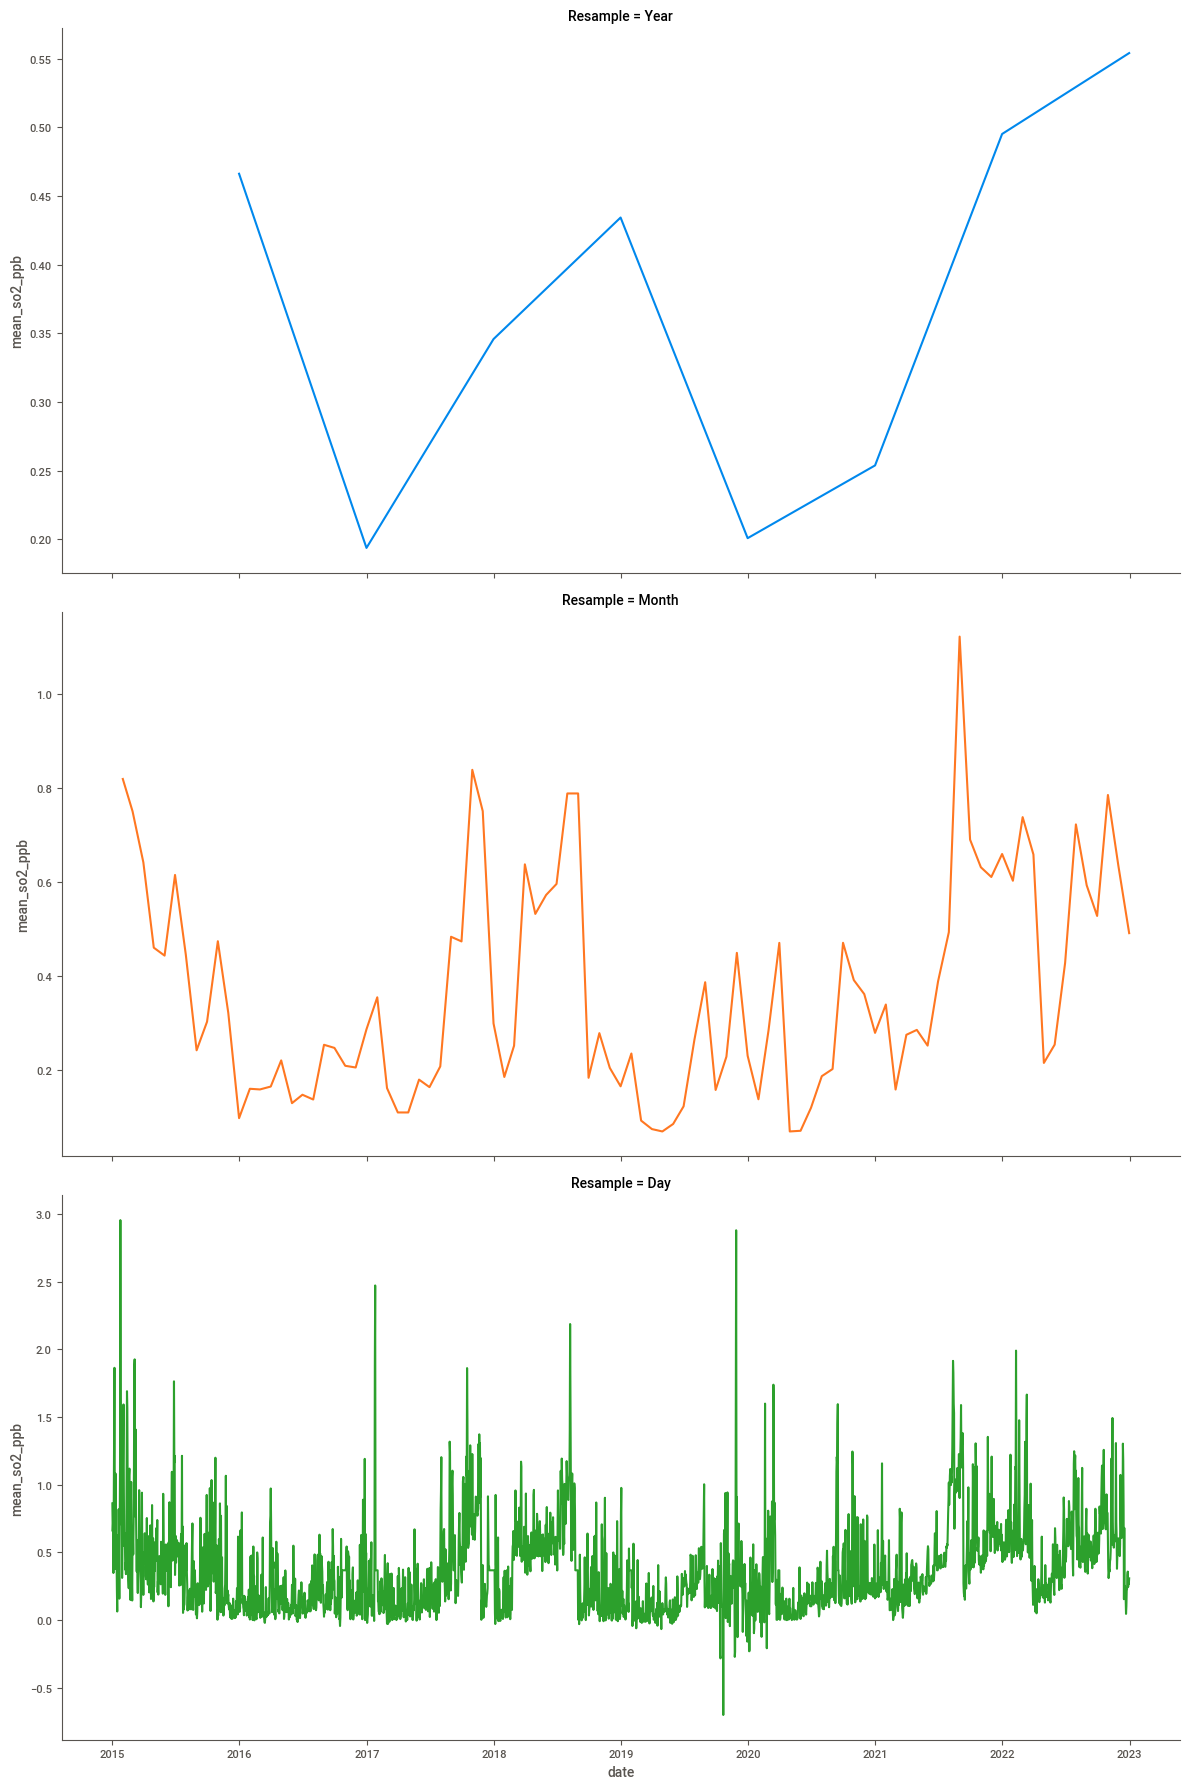 Resample = Year
0.55
0.50
0.45
0.40
0.35
0.30
0.25
0.20
mean_so2_ppb
Resample = Month
1.0
0.8
0.6
0.4
0.2
mean_so2_ppb
Resample = Day
3.0
2.5
2.0
1.5
1.0
0.5
0.0
−0.5
mean_so2_ppb
2015 2016 2017 2018 2019 2020 2021 2022 2023
date